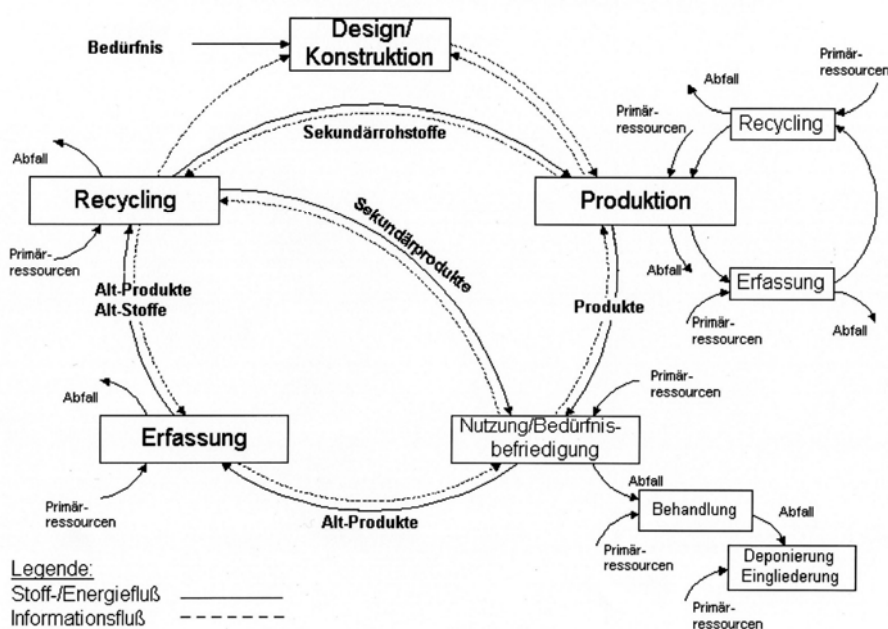 Bedürfnis
Design/
Konstruktion
Sekundärrohstoffe
Abfall
Recycling
Primär-
ressourcen
Sekundärprodukte
Alt-Produkte
Alt-Stoffe
Produktion
Primär-
ressourcen
Abfall
Primär-
ressourcen
Recycling
Abfall
Erfassung
Primär-
ressourcen
Abfall
Produkte
Abfall
Erfassung
Primär-
ressourcen
Nutzung/Bedürfnis-
befriedigung
Primär-
ressourcen
Alt-Produkte
Abfall
Behandlung
Primär-
ressourcen
Abfall
Deponierung
Eingliederung
Primär-
ressourcen
Legende:
Stoff-/Energiefluß
Informationsfluß